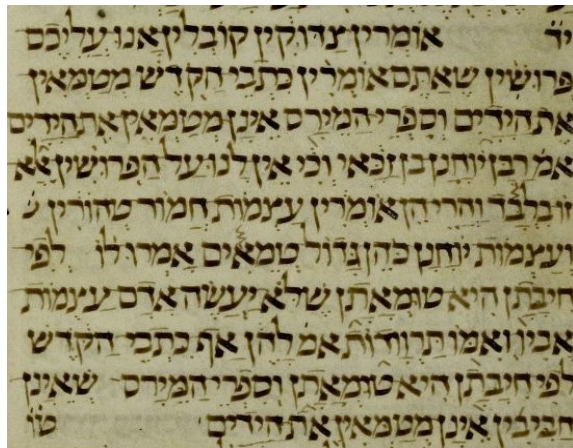 יד אומרין צדוקין קובלין אנו עליכם
פרושין שאתם אומרין כתבי הקדש מטמאין
את הידים וספרי המירס אינן מטמאין את הידים
אמ' רבן יוחנן בן זכאי וכי אין לנו על הפרושין אלא
זו בלבד והרי הן אומרין עצמות חמור טהורין
ועצמות יוחנן כהן גדול טמאים אמרו לו לפי
חיבתן היא טומאתן שלא יעשה אדם עצמות
אביו ואמו תרוודות אמ' להן אף כתבי הקדש
לפי חיבתן היא טומאתן וספרי המירס שאינן
חביבין אינן מטמאין את הידים טו